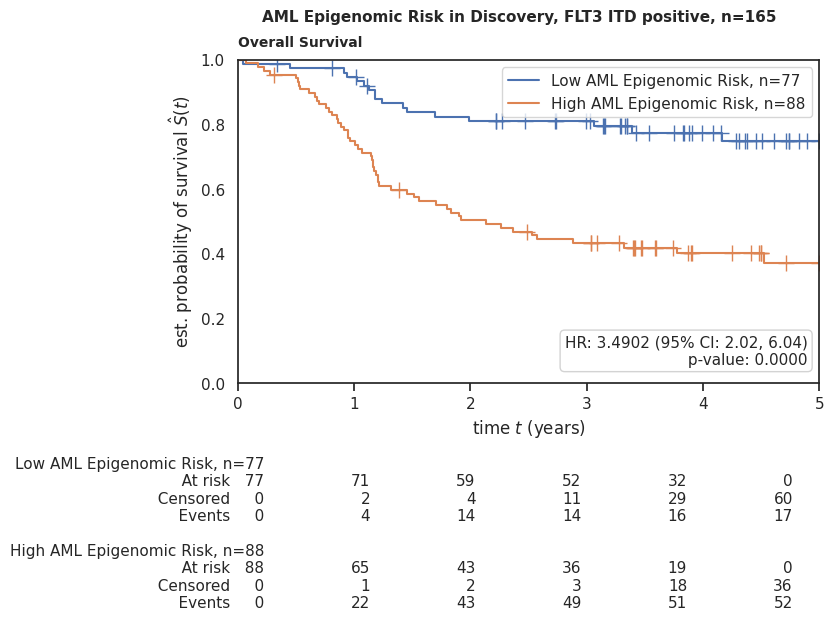 AML Epigenomic Risk in Discovery, FLT3 ITD positive, n=165
Overall Survival
est. probability of survival Ŝ(t)
1.0
0.8
0.6
0.4
0.2
0.0
Low AML Epigenomic Risk, n=77
High AML Epigenomic Risk, n=88
HR: 3.4902 (95% CI: 2.02, 6.04)
p-value: 0.0000
0 1 2 3 4 5
time t (years)
Low AML Epigenomic Risk, n=77
At risk 77 71 59 52 32 0
Censored 0 2 4 11 29 60
Events 0 4 14 14 16 17
High AML Epigenomic Risk, n=88
At risk 88 65 43 36 19 0
Censored 0 1 2 3 18 36
Events 0 22 43 49 51 52